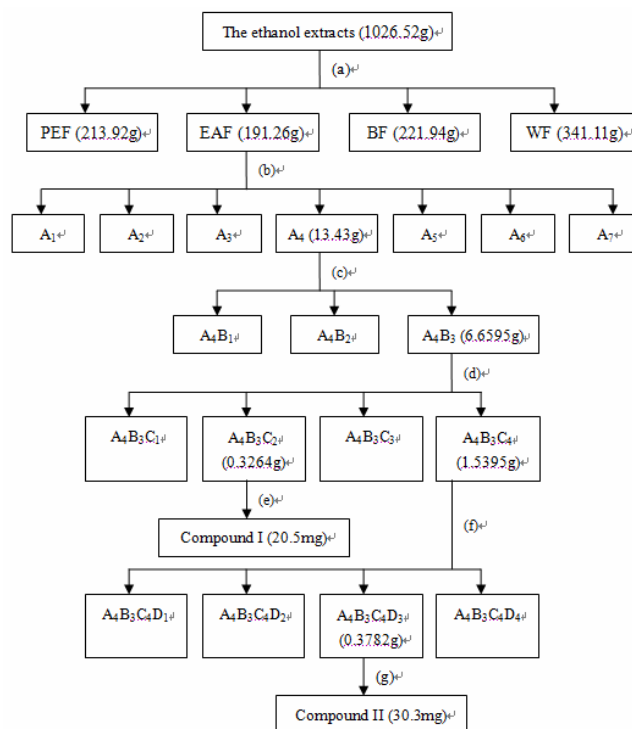 The ethanol extracts (1026.52g)↵
(a)
PEF (213.92g)↵ EAF (191.26g)↵ BF (221.94g)↵ WF (341.11g)↵
(b)
A₁↵ A₂↵ A₃↵ A₄ (13.43g)↵ A₅↵ A₆↵ A₇↵
(c)
A₄B₁↵ A₄B₂↵ A₄B₃ (6.6595g)↵
(d)
A₄B₃C₁↵ A₄B₃C₂↵ A₄B₃C₃↵ A₄B₃C₄↵
(0.3264g)↵ (1.5395g)↵
(e)↵ (f)↵
Compound I (20.5mg)↵
A₄B₃C₄D₁↵ A₄B₃C₄D₂↵ A₄B₃C₄D₃↵ A₄B₃C₄D₄↵
(0.3782g)↵
(g)↵
Compound II (30.3mg)↵